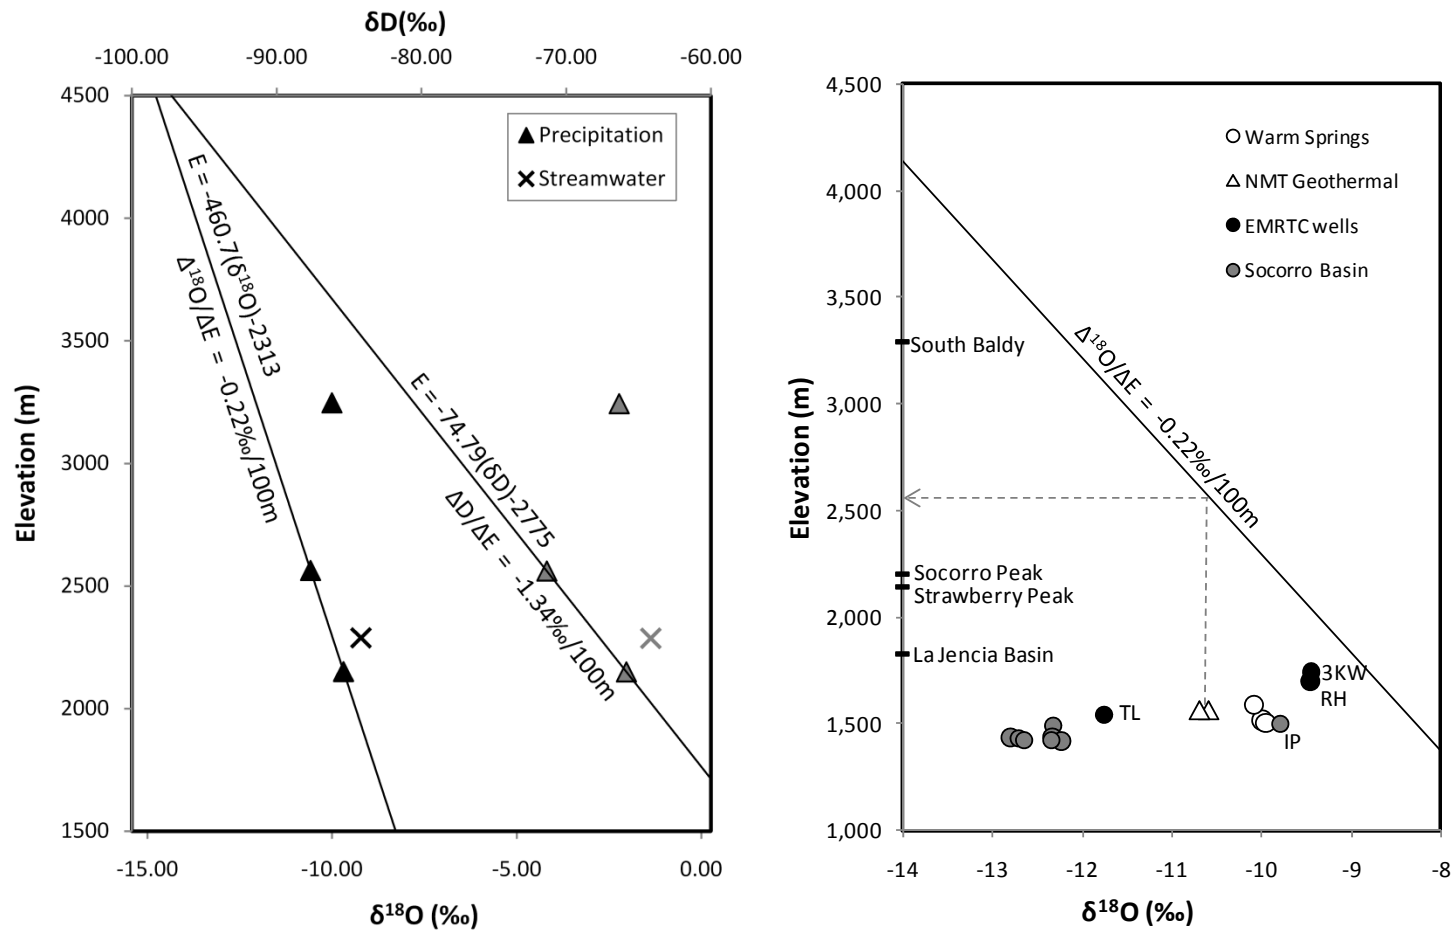 δD(‰)
-100.00 -90.00 -80.00 -70.00 -60.00
4500
4000
3500
3000
2500
2000
1500
Elevation (m)
Precipitation
Streamwater
E = -460.7(δ¹⁸O)-2313
Δ¹⁸O/ΔE = -0.22‰/100m
E = -74.79(δD)-2775
ΔD/ΔE = -1.34‰/100m
-15.00 -10.00 -5.00 0.00
δ¹⁸O (‰)
4,500
4,000
3,500
3,000
2,500
2,000
1,500
1,000
Elevation (m)
Warm Springs
NMT Geothermal
EMRTC wells
Socorro Basin
South Baldy
Δ¹⁸O/ΔE = -0.22‰/100m
Socorro Peak
Strawberry Peak
La Jencia Basin
3KW
RH
TL
IP
-14 -13 -12 -11 -10 -9 -8
δ¹⁸O (‰)